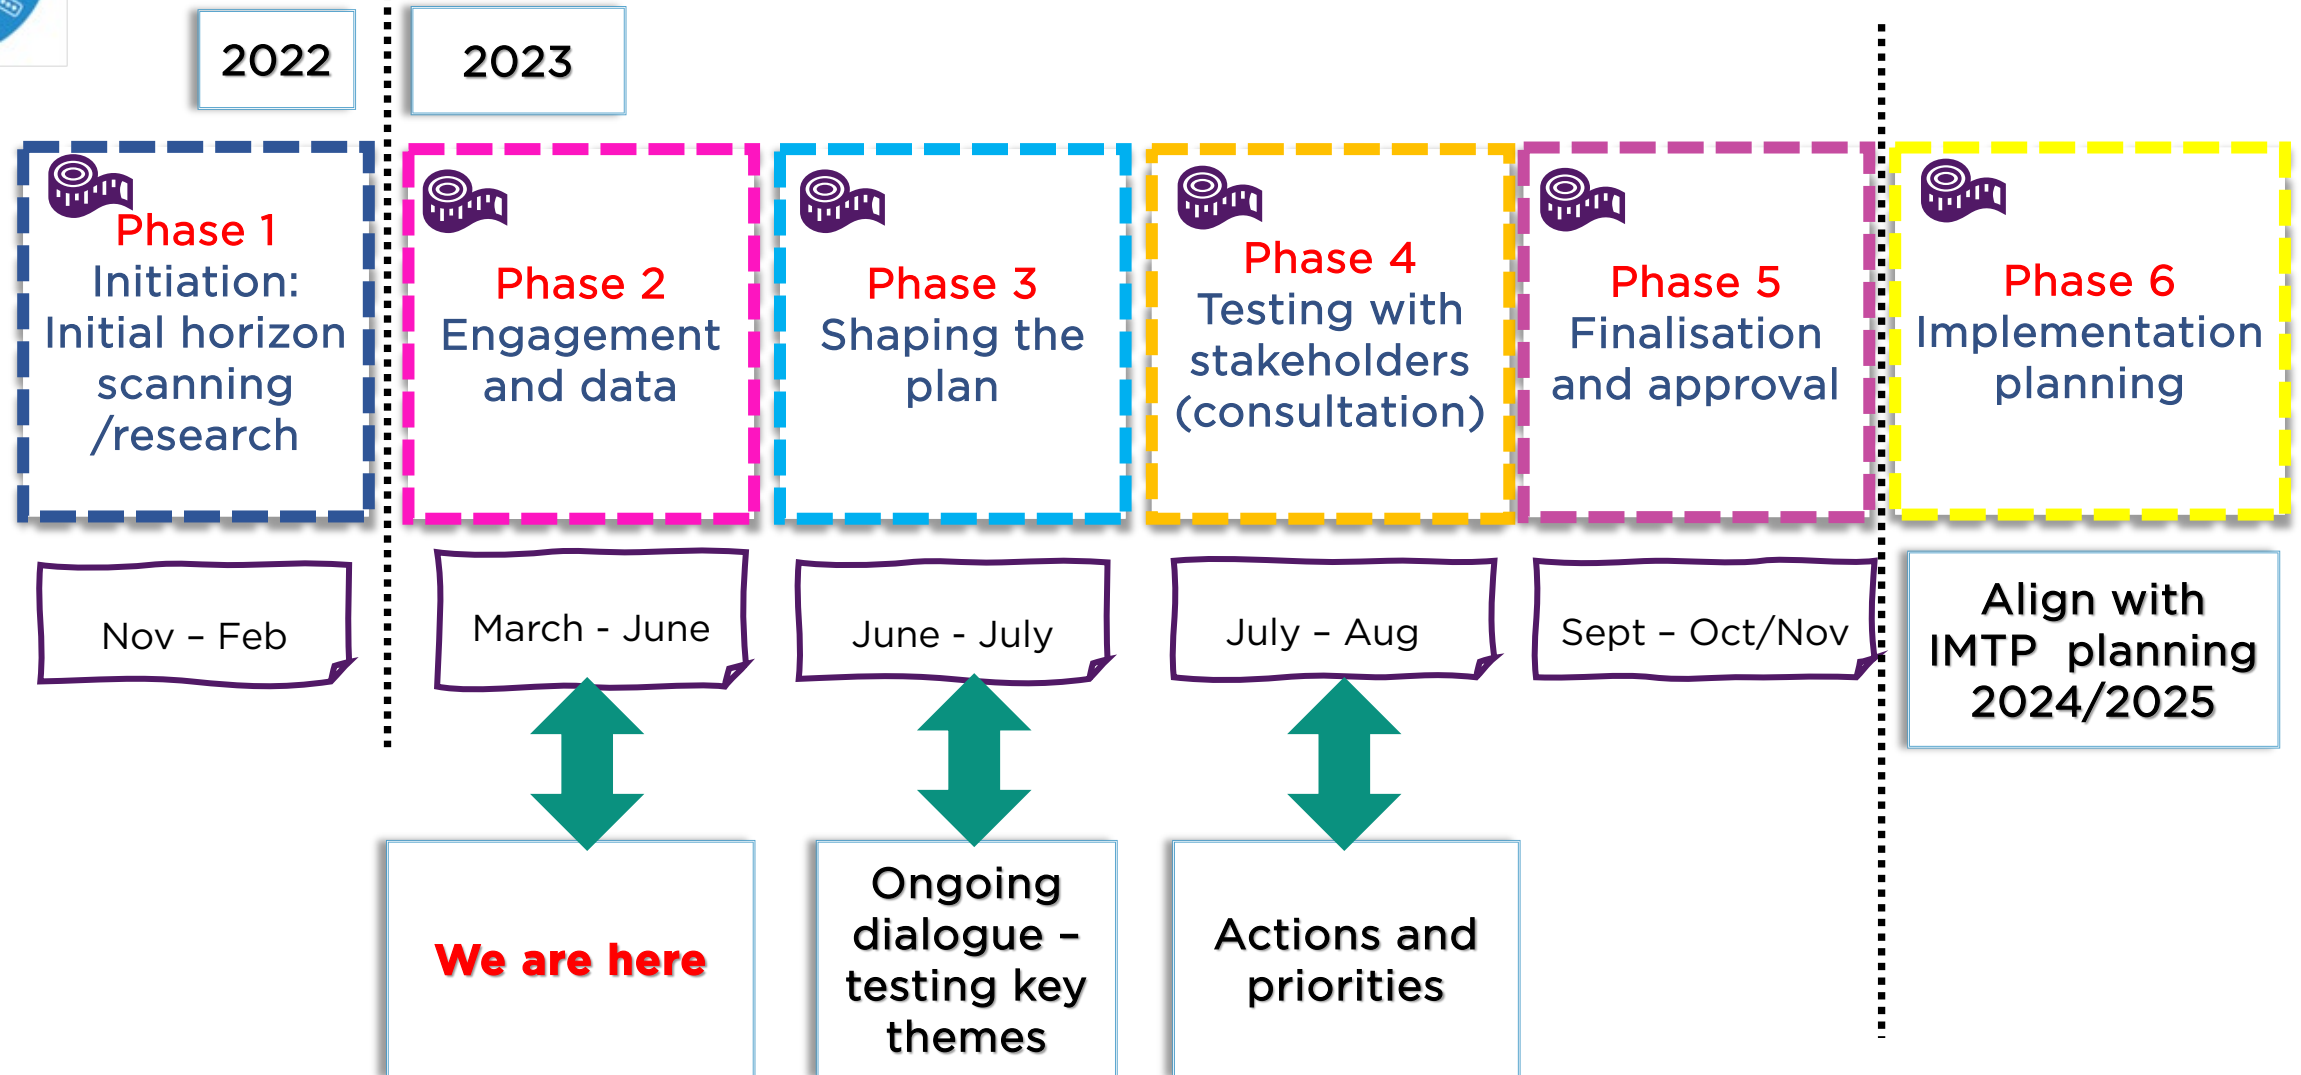 2022
2023
Phase 1
Initiation:
Initial horizon
scanning
/research
Phase 2
Engagement
and data
Phase 3
Shaping the
plan
Phase 4
Testing with
stakeholders
(consultation)
Phase 5
Finalisation
and approval
Phase 6
Implementation
planning
Nov – Feb
March - June
June - July
July – Aug
Sept – Oct/Nov
Align with
IMTP planning
2024/2025
We are here
Ongoing
dialogue –
testing key
themes
Actions and
priorities